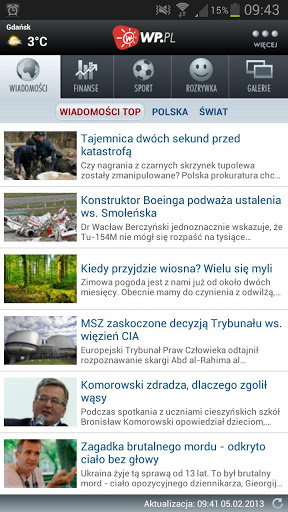 15% 09:43
Gdańsk
3°C
WP.PL
WIĘCEJ
WIADOMOŚCI FINANSE SPORT ROZRYWKA GALERIE
WIADOMOŚCI TOP POLSKA ŚWIAT
Tajemnica dwóch sekund przed
katastrofą
Czy nagrania z czarnych skrzynek tupolewa
zostały zmanipulowane? Polska prokuratura chc...
Konstruktor Boeinga podważa ustalenia
ws. Smoleńska
Dr Wacław Berczyński jednoznacznie wskazuje, że
Tu-154M nie mógł się rozpaść na tysiące...
Kiedy przyjdzie wiosna? Wielu się myli
Zimowa pogoda jest z nami już od około dwóch
miesięcy. Obecnie mamy do czynienia z odwilżą,...
MSZ zaskoczone decyzją Trybunału ws.
więzień CIA
Europejski Trybunał Praw Człowieka odtajnił
rozpoznawanie skargi Abd al-Rahima al...
Komorowski zdradza, dlaczego zgolił
wąsy
Podczas spotkania z uczniami cieszyńskich szkół
Bronisław Komorowski opowiedział dzieciom,...
Zagadka brutalnego mordu - odkryto
ciało bez głowy
Ukraina żyje tą sprawą od 13 lat. To był brutalny
mord - ciało opozycyjnego dziennikarza, Gieorgij...
Aktualizacja: 09:41 05.02.2013